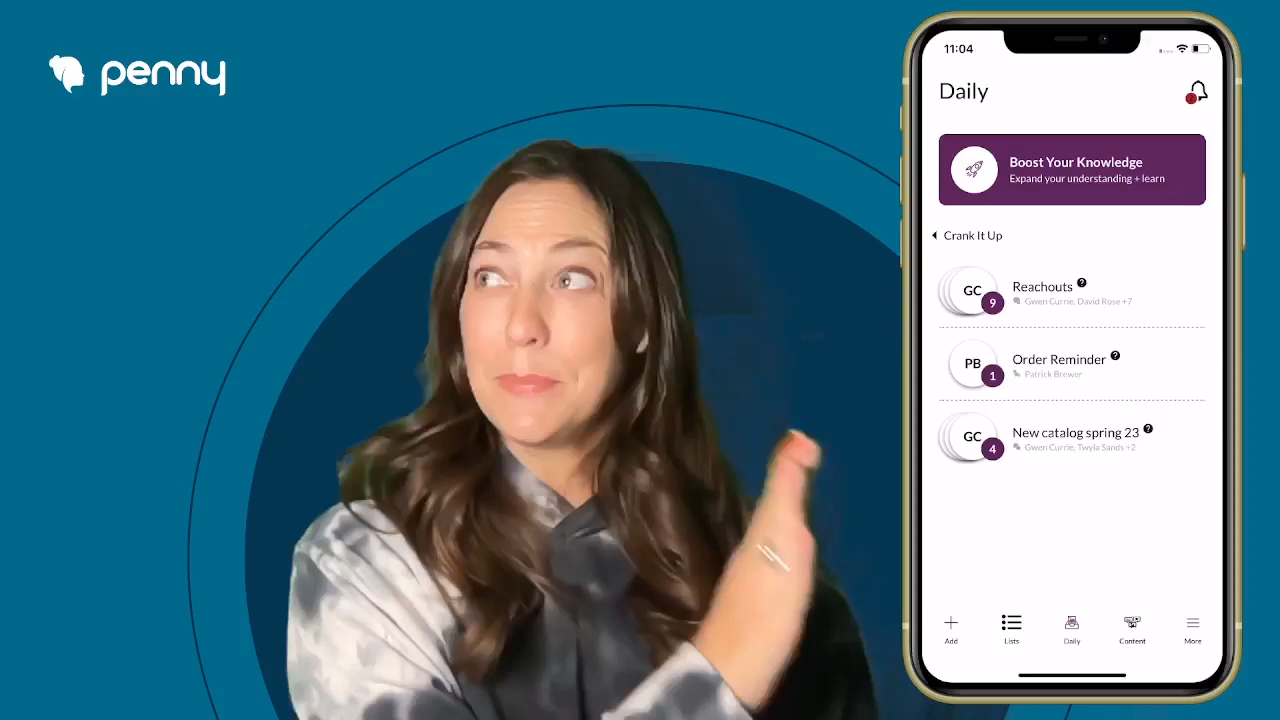 penny
11:04
Daily
Boost Your Knowledge
Expand your understanding + learn
Crank It Up
GC
9
Reachouts ?
Gwen Currie, David Rose +7
PB
1
Order Reminder ?
Patrick Brewer
GC
4
New catalog spring 23 ?
Gwen Currie, Twyla Sands +2
Add
Lists
Daily
Content
More